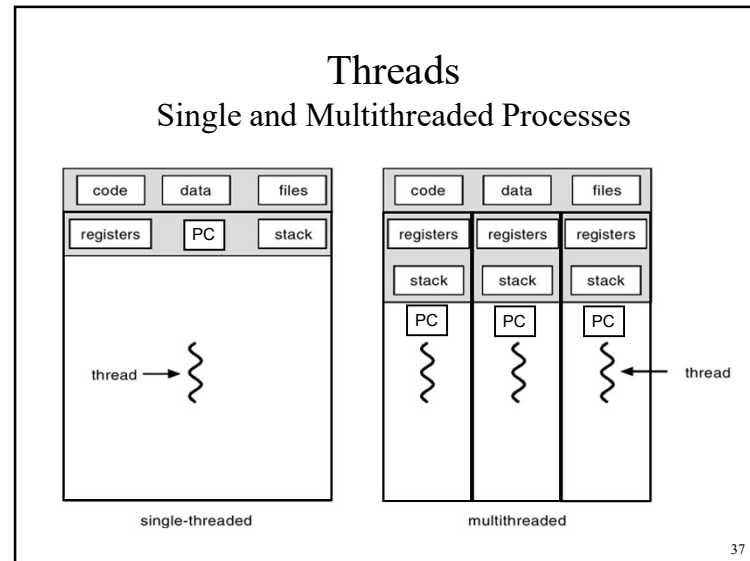 Threads
Single and Multithreaded Processes
code data files
registers PC stack
thread
single-threaded
code data files
registers registers registers
stack stack stack
PC PC PC
thread
multithreaded
37